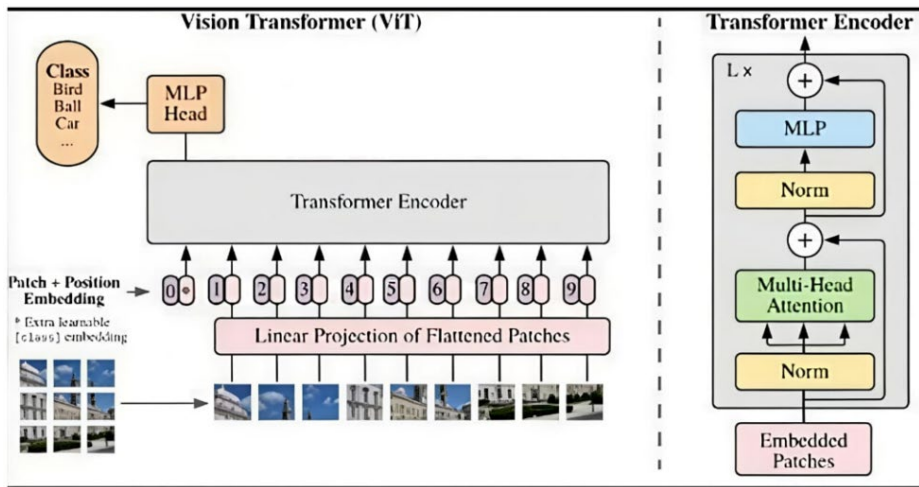 Vision Transformer (ViT)
Class
Bird
Ball
Car
...
MLP
Head
Transformer Encoder
Patch + Position
Embedding
0 * 1 2 3 4 5 6 7 8 9
* Extra learnable
[class] embedding
Linear Projection of Flattened Patches
Transformer Encoder
L ×
+
MLP
Norm
+
Multi-Head
Attention
Norm
Embedded
Patches